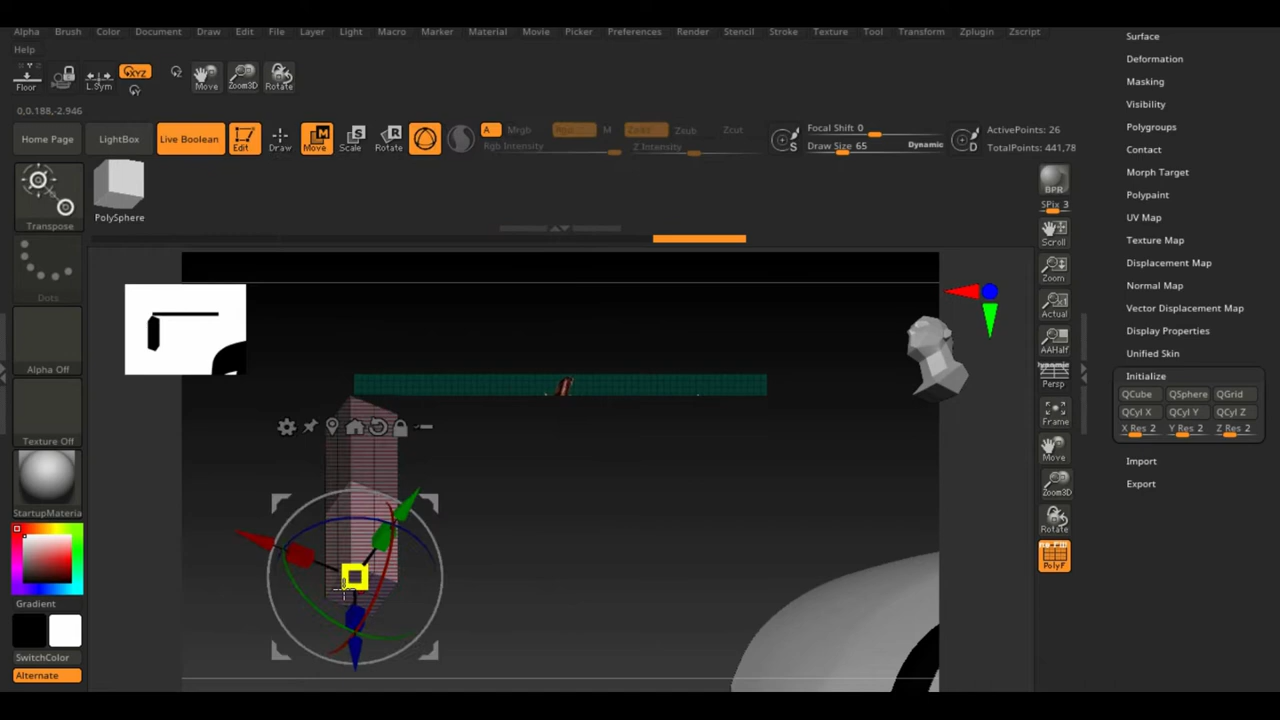 Alpha Brush Color Document Draw Edit File Layer Light Macro Marker Material Movie Picker Preferences Render Stencil Stroke Texture Tool Transform Zplugin Zscript
Help
Floor L.Sym XYZ Y Z Move Zoom3D Rotate
0,0.188,-2.946
Home Page LightBox Live Boolean Edit Draw Move Scale Rotate A Mrgb Rgb M Zadd Zsub Zcut
Rgb Intensity Z Intensity
Focal Shift 0
Draw Size 65 Dynamic
ActivePoints: 26
TotalPoints: 441,78
Transpose
PolySphere
Dots
Alpha Off
Texture Off
StartupMateria
Gradient
SwitchColor
Alternate
BPR
SPix 3
Scroll
Zoom
Actual
AAHalf
Dynamic
Persp
Frame
Move
Zoom3D
Rotate
PolyF
Surface
Deformation
Masking
Visibility
Polygroups
Contact
Morph Target
Polypaint
UV Map
Texture Map
Displacement Map
Normal Map
Vector Displacement Map
Display Properties
Unified Skin
Initialize
QCube QSphere QGrid
QCyl X QCyl Y QCyl Z
X Res 2 Y Res 2 Z Res 2
Import
Export